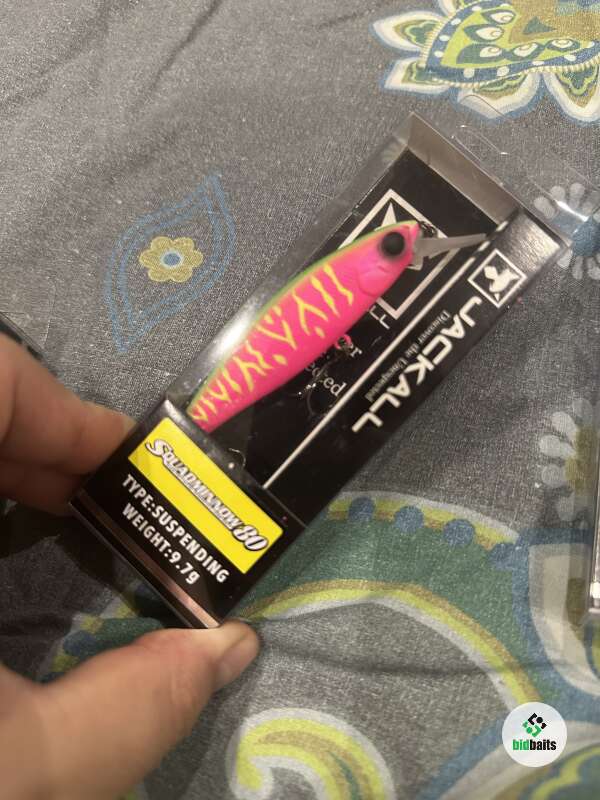 JACKALL
Discover the Unexpected
SQUADMINNOW 80
TYPE:SUSPENDING
WEIGHT:9.7g
bidbaits